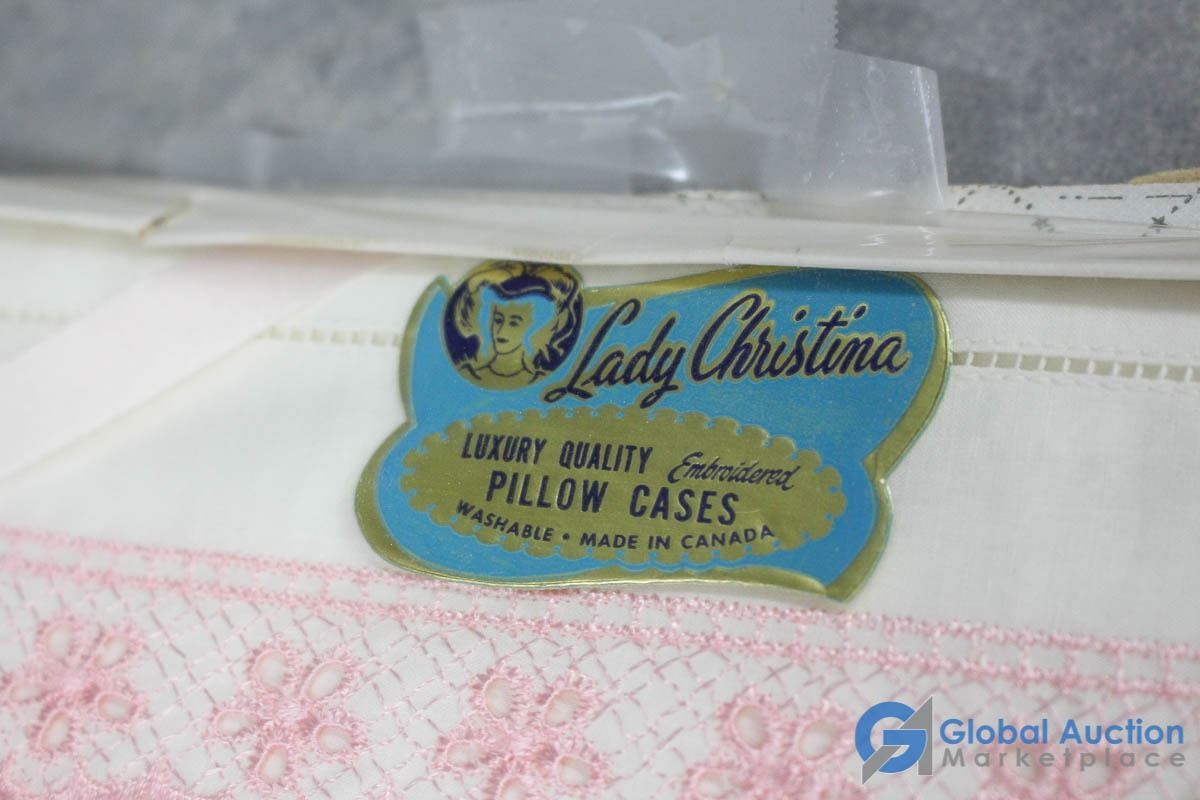 Lady Christina
LUXURY QUALITY Embroidered
PILLOW CASES
WASHABLE • MADE IN CANADA
Global Auction
Marketplace